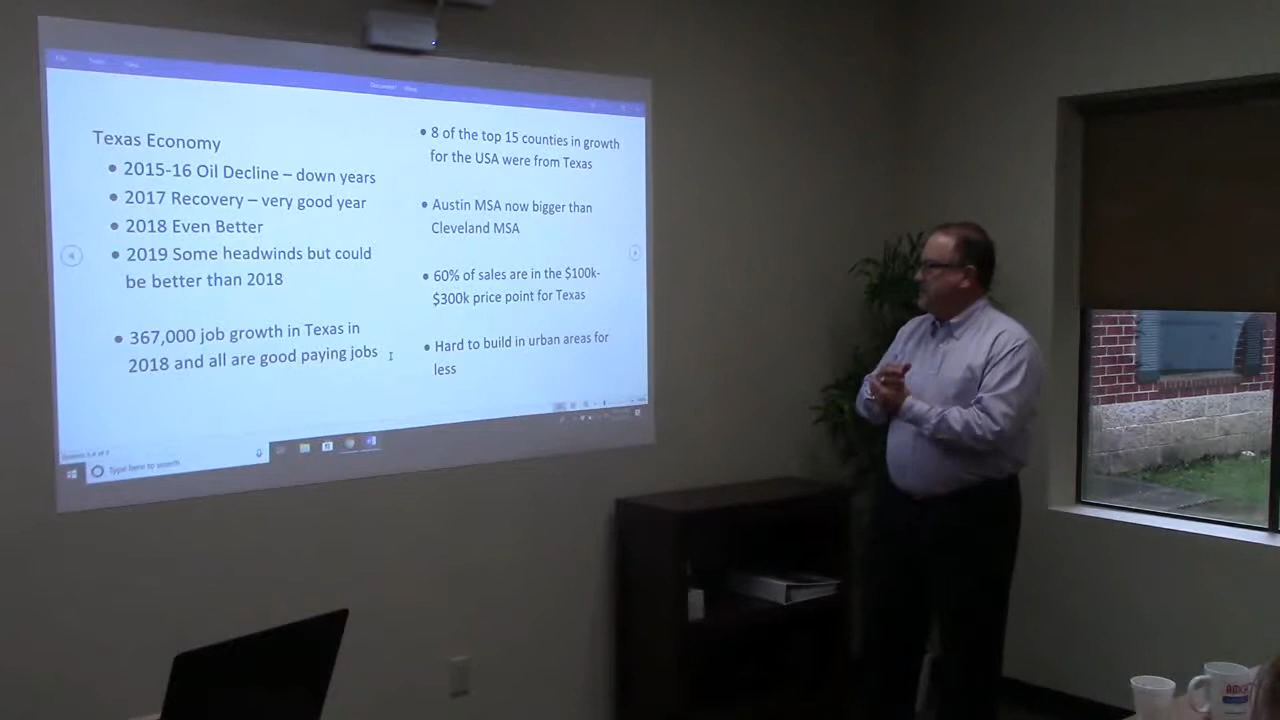 Texas Economy
• 2015-16 Oil Decline – down years
• 2017 Recovery – very good year
• 2018 Even Better
• 2019 Some headwinds but could
be better than 2018
• 367,000 job growth in Texas in
2018 and all are good paying jobs
• 8 of the top 15 counties in growth
for the USA were from Texas
• Austin MSA now bigger than
Cleveland MSA
• 60% of sales are in the $100k-
$300k price point for Texas
• Hard to build in urban areas for
less
Type here to search